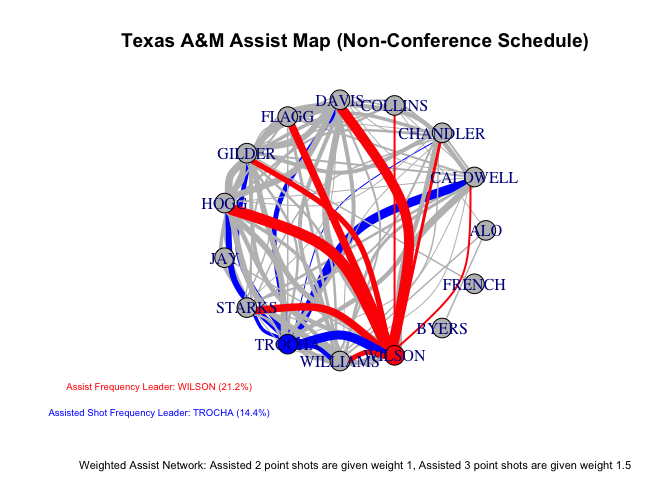 Texas A&M Assist Map (Non-Conference Schedule)
DAVIS
COLLINS
FLAGG
CHANDLER
GILDER
CALDWELL
HOGG
ALO
JAY
FRENCH
STARKS
BYERS
TROCHA
WILLIAMS
WILSON
Assist Frequency Leader: WILSON (21.2%)
Assisted Shot Frequency Leader: TROCHA (14.4%)
Weighted Assist Network: Assisted 2 point shots are given weight 1, Assisted 3 point shots are given weight 1.5